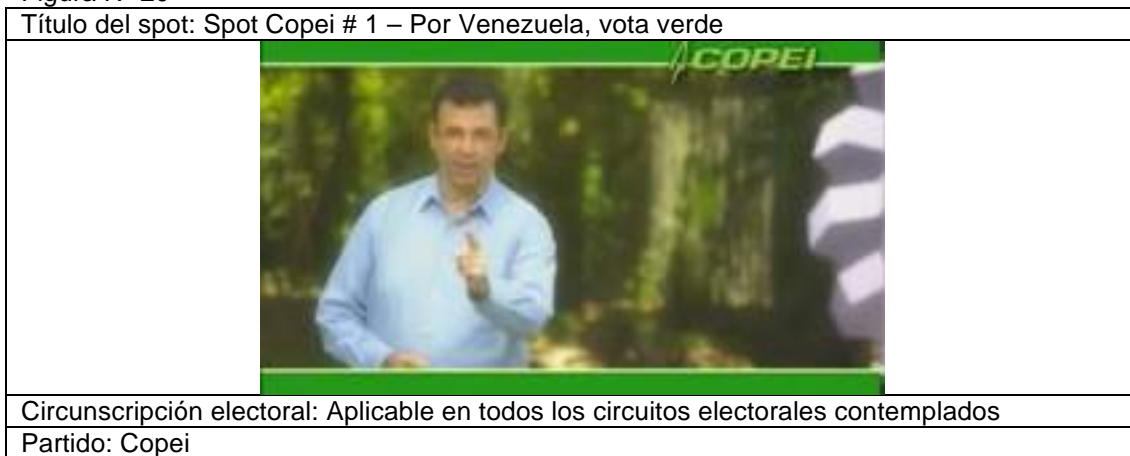 Título del spot: Spot Copei # 1 – Por Venezuela, vota verde
COPEI
Circunscripción electoral: Aplicable en todos los circuitos electorales contemplados
Partido: Copei